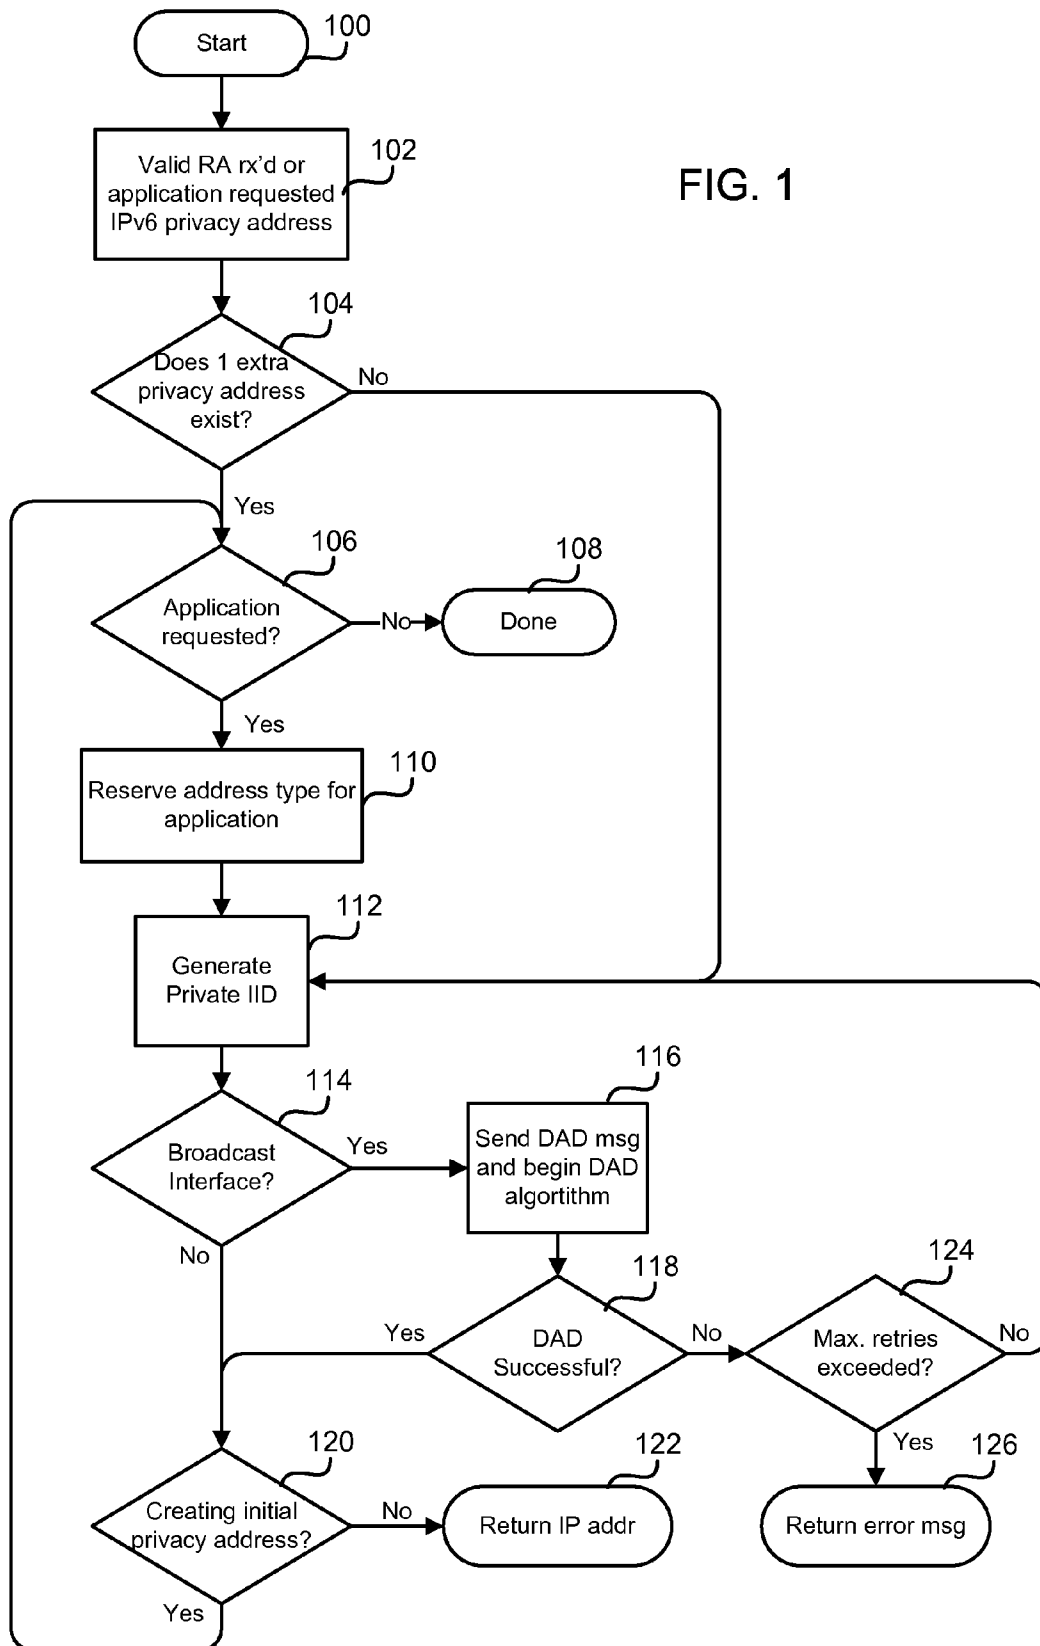 Start
100
Valid RA rx'd or
application requested
IPv6 privacy address
102
FIG. 1
104
Does 1 extra
privacy address
exist?
No
Yes
106
Application
requested?
No
108
Done
Yes
110
Reserve address type for
application
112
Generate
Private IID
114
Broadcast
Interface?
Yes
116
Send DAD msg
and begin DAD
algortithm
No
118
DAD
Successful?
Yes
No
124
Max. retries
exceeded?
No
Yes
120
Creating initial
privacy address?
No
122
Return IP addr
126
Return error msg
Yes